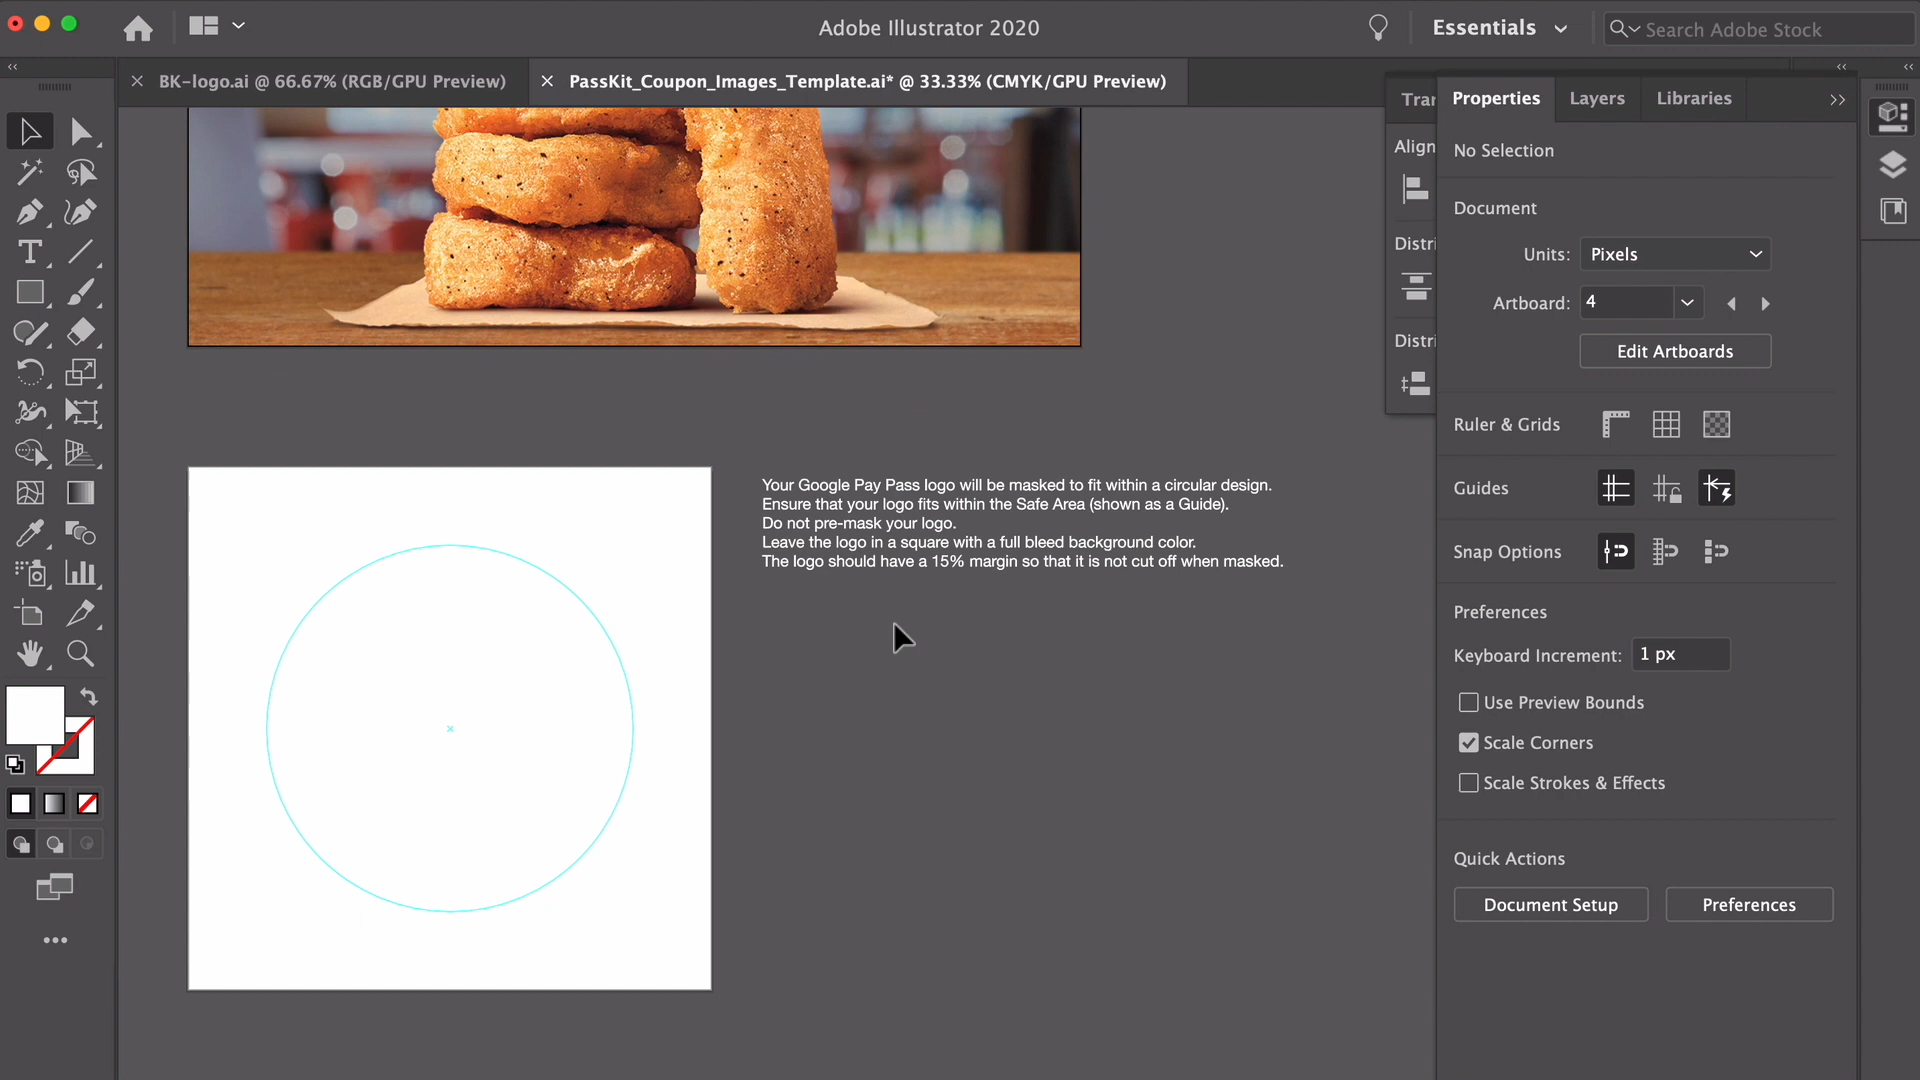 Adobe Illustrator 2020
Essentials
Search Adobe Stock
BK-logo.ai @ 66.67% (RGB/GPU Preview)
PassKit_Coupon_Images_Template.ai* @ 33.33% (CMYK/GPU Preview)
Tran
Properties
Layers
Libraries
Align
No Selection
Document
Distri
Units:
Pixels
Artboard:
4
Distri
Edit Artboards
Ruler & Grids
Your Google Pay Pass logo will be masked to fit within a circular design.
Ensure that your logo fits within the Safe Area (shown as a Guide).
Do not pre-mask your logo.
Leave the logo in a square with a full bleed background color.
The logo should have a 15% margin so that it is not cut off when masked.
Guides
Snap Options
Preferences
Keyboard Increment:
1 px
Use Preview Bounds
Scale Corners
Scale Strokes & Effects
Quick Actions
Document Setup
Preferences